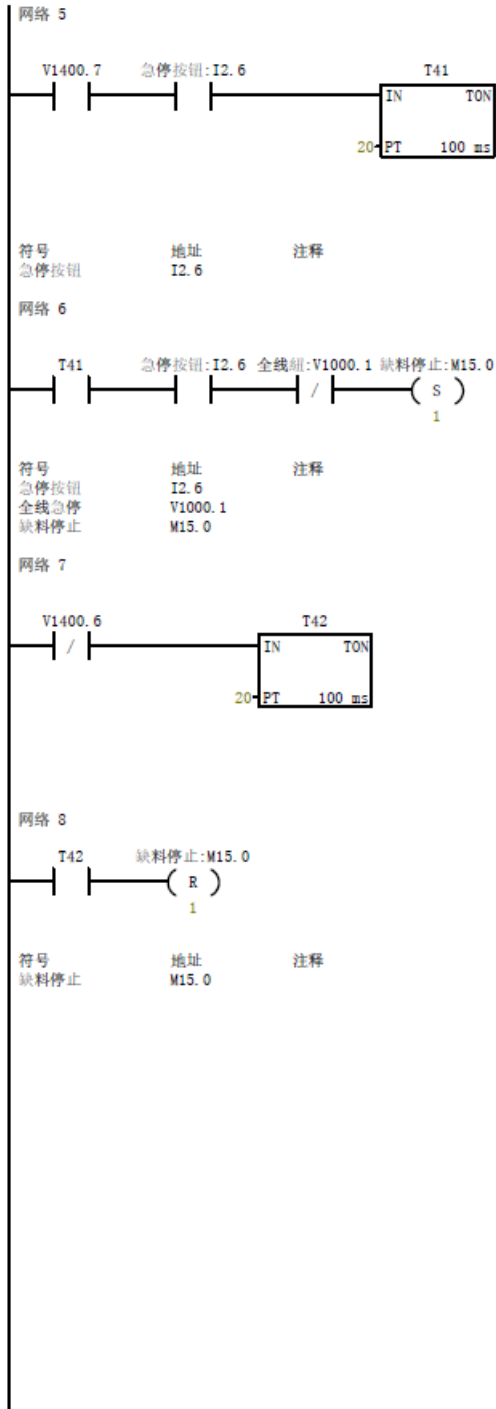 网络 5
V1400.7 急停按钮:I2.6 T41
IN TON
20 PT 100 ms
符号 地址 注释
急停按钮 I2.6
网络 6
T41 急停按钮:I2.6 全线紐:V1000.1 缺料停止:M15.0
/ S
1
符号 地址 注释
急停按钮 I2.6
全线急停 V1000.1
缺料停止 M15.0
网络 7
V1400.6 T42
/ IN TON
20 PT 100 ms
网络 8
T42 缺料停止:M15.0
R
1
符号 地址 注释
缺料停止 M15.0